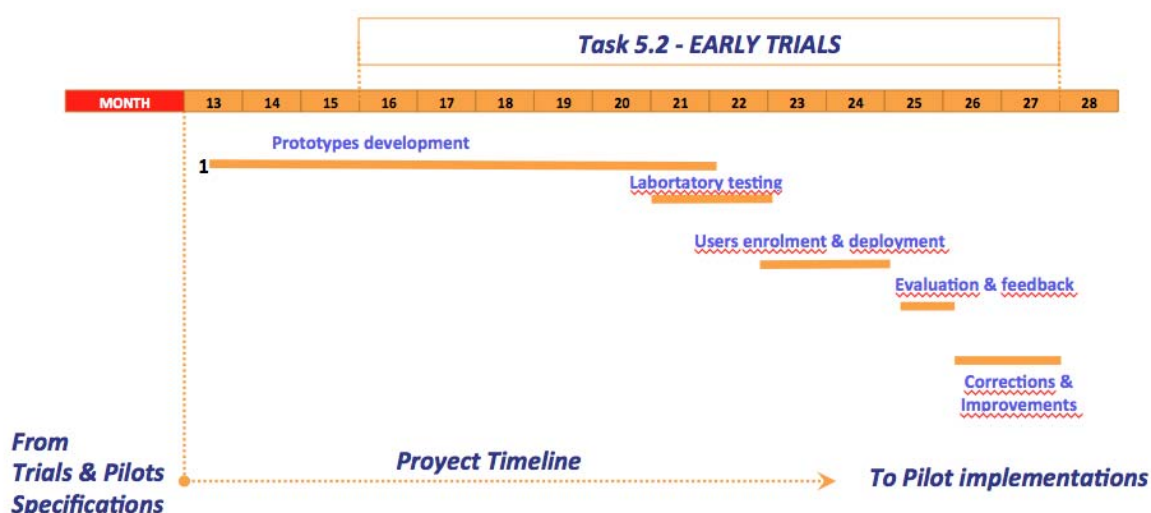 Task 5.2 - EARLY TRIALS
MONTH 13 14 15 16 17 18 19 20 21 22 23 24 25 26 27 28
Prototypes development
1
Labortatory testing
Users enrolment & deployment
Evaluation & feedback
Corrections &
Improvements
From
Trials & Pilots
Specifications
Proyect Timeline
To Pilot implementations